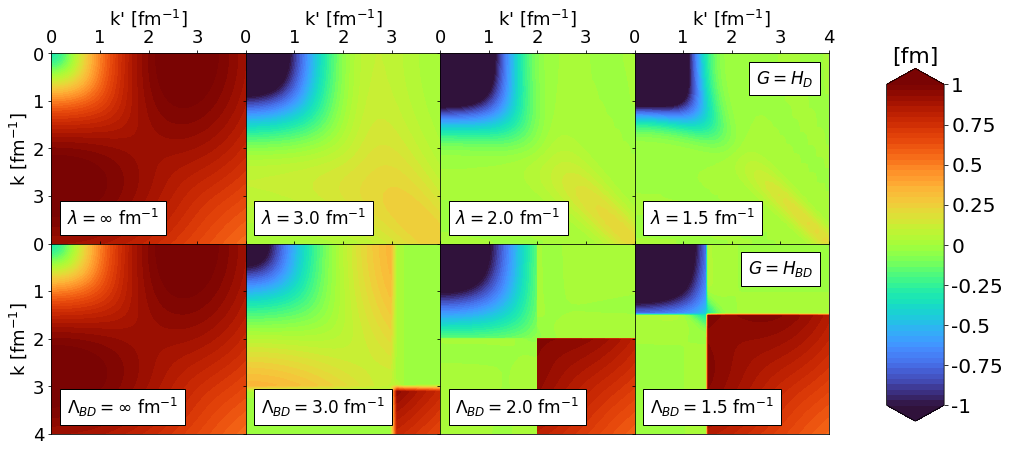 k' [fm⁻¹] k' [fm⁻¹] k' [fm⁻¹] k' [fm⁻¹]
0 1 2 3 0 1 2 3 0 1 2 3 0 1 2 3 4
[fm]
0
1
2
3
k [fm⁻¹]
G = H_D
λ = ∞ fm⁻¹ λ = 3.0 fm⁻¹ λ = 2.0 fm⁻¹ λ = 1.5 fm⁻¹
0
1
2
3
4
k [fm⁻¹]
G = H_BD
Λ_BD = ∞ fm⁻¹ Λ_BD = 3.0 fm⁻¹ Λ_BD = 2.0 fm⁻¹ Λ_BD = 1.5 fm⁻¹
1
0.75
0.5
0.25
0
-0.25
-0.5
-0.75
-1